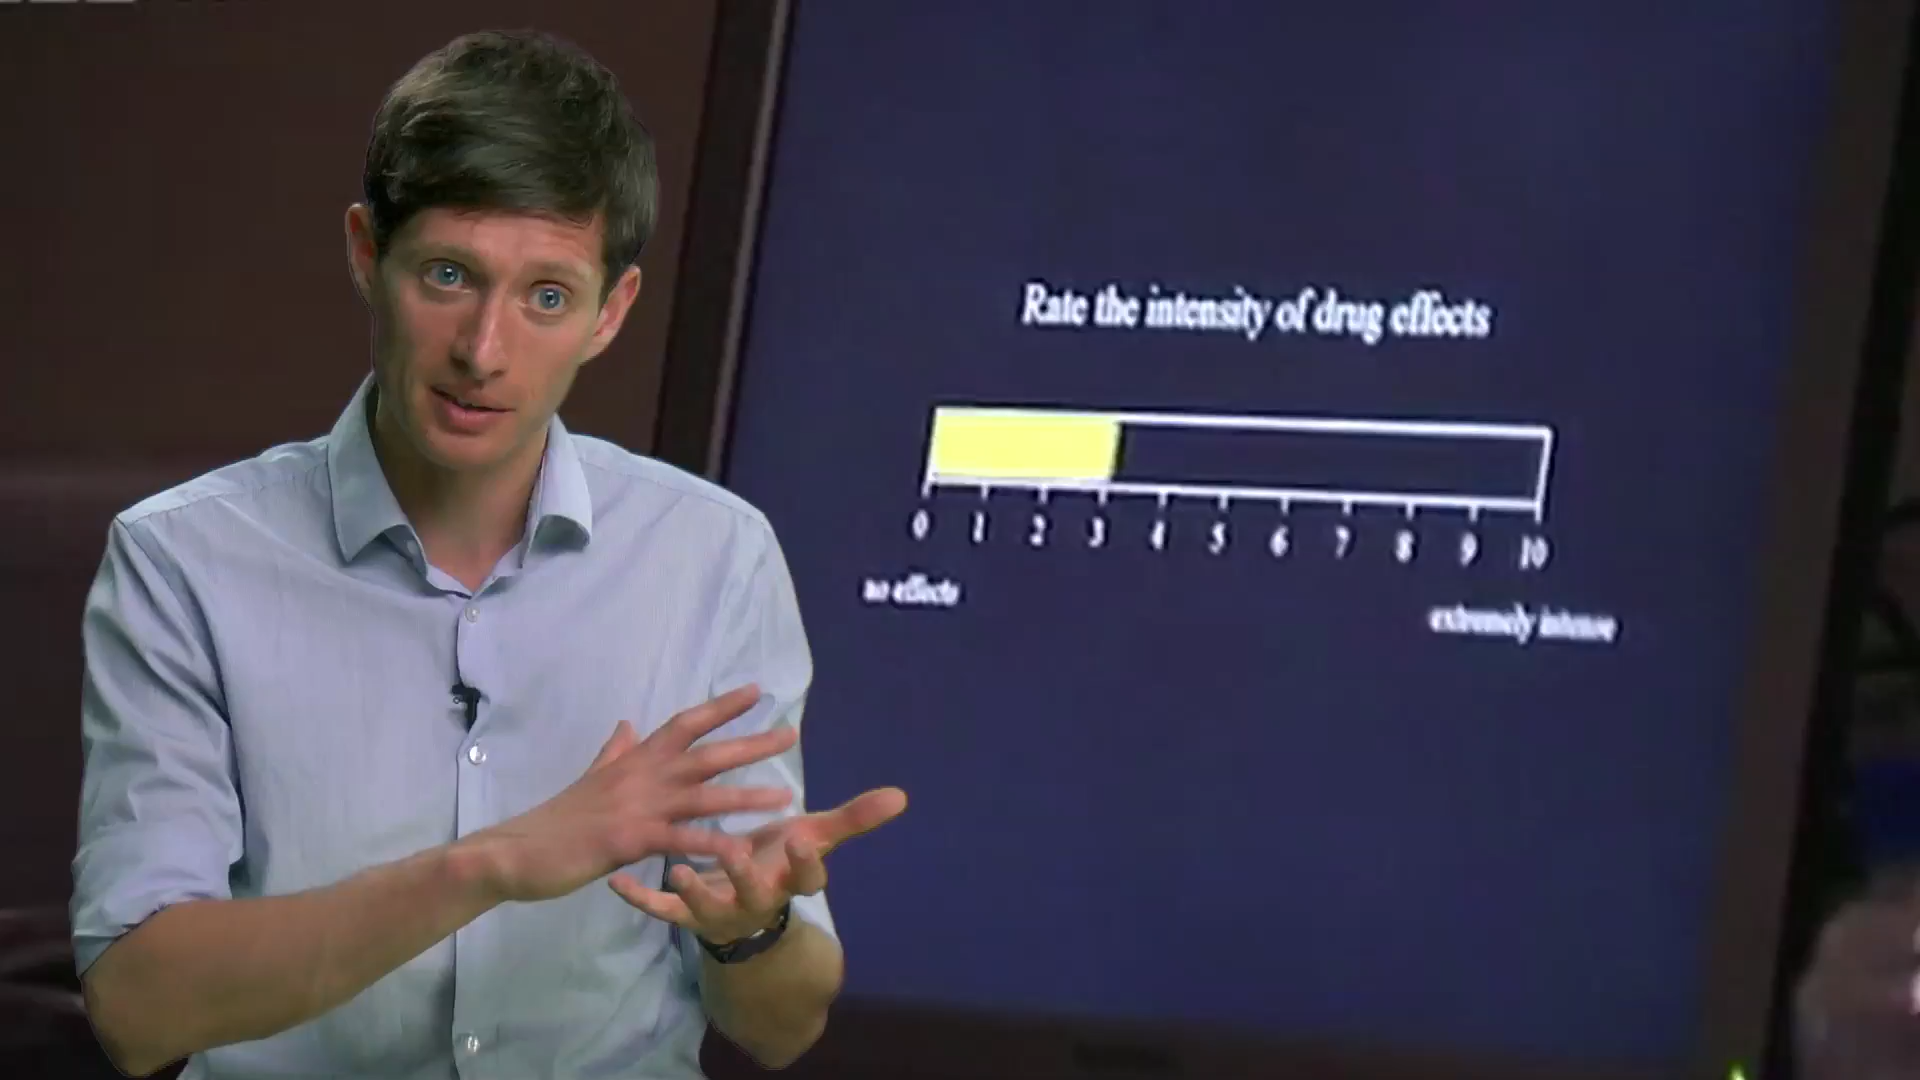 Rate the intensity of drug effects
0 1 2 3 4 5 6 7 8 9 10
no effects
extremely intense